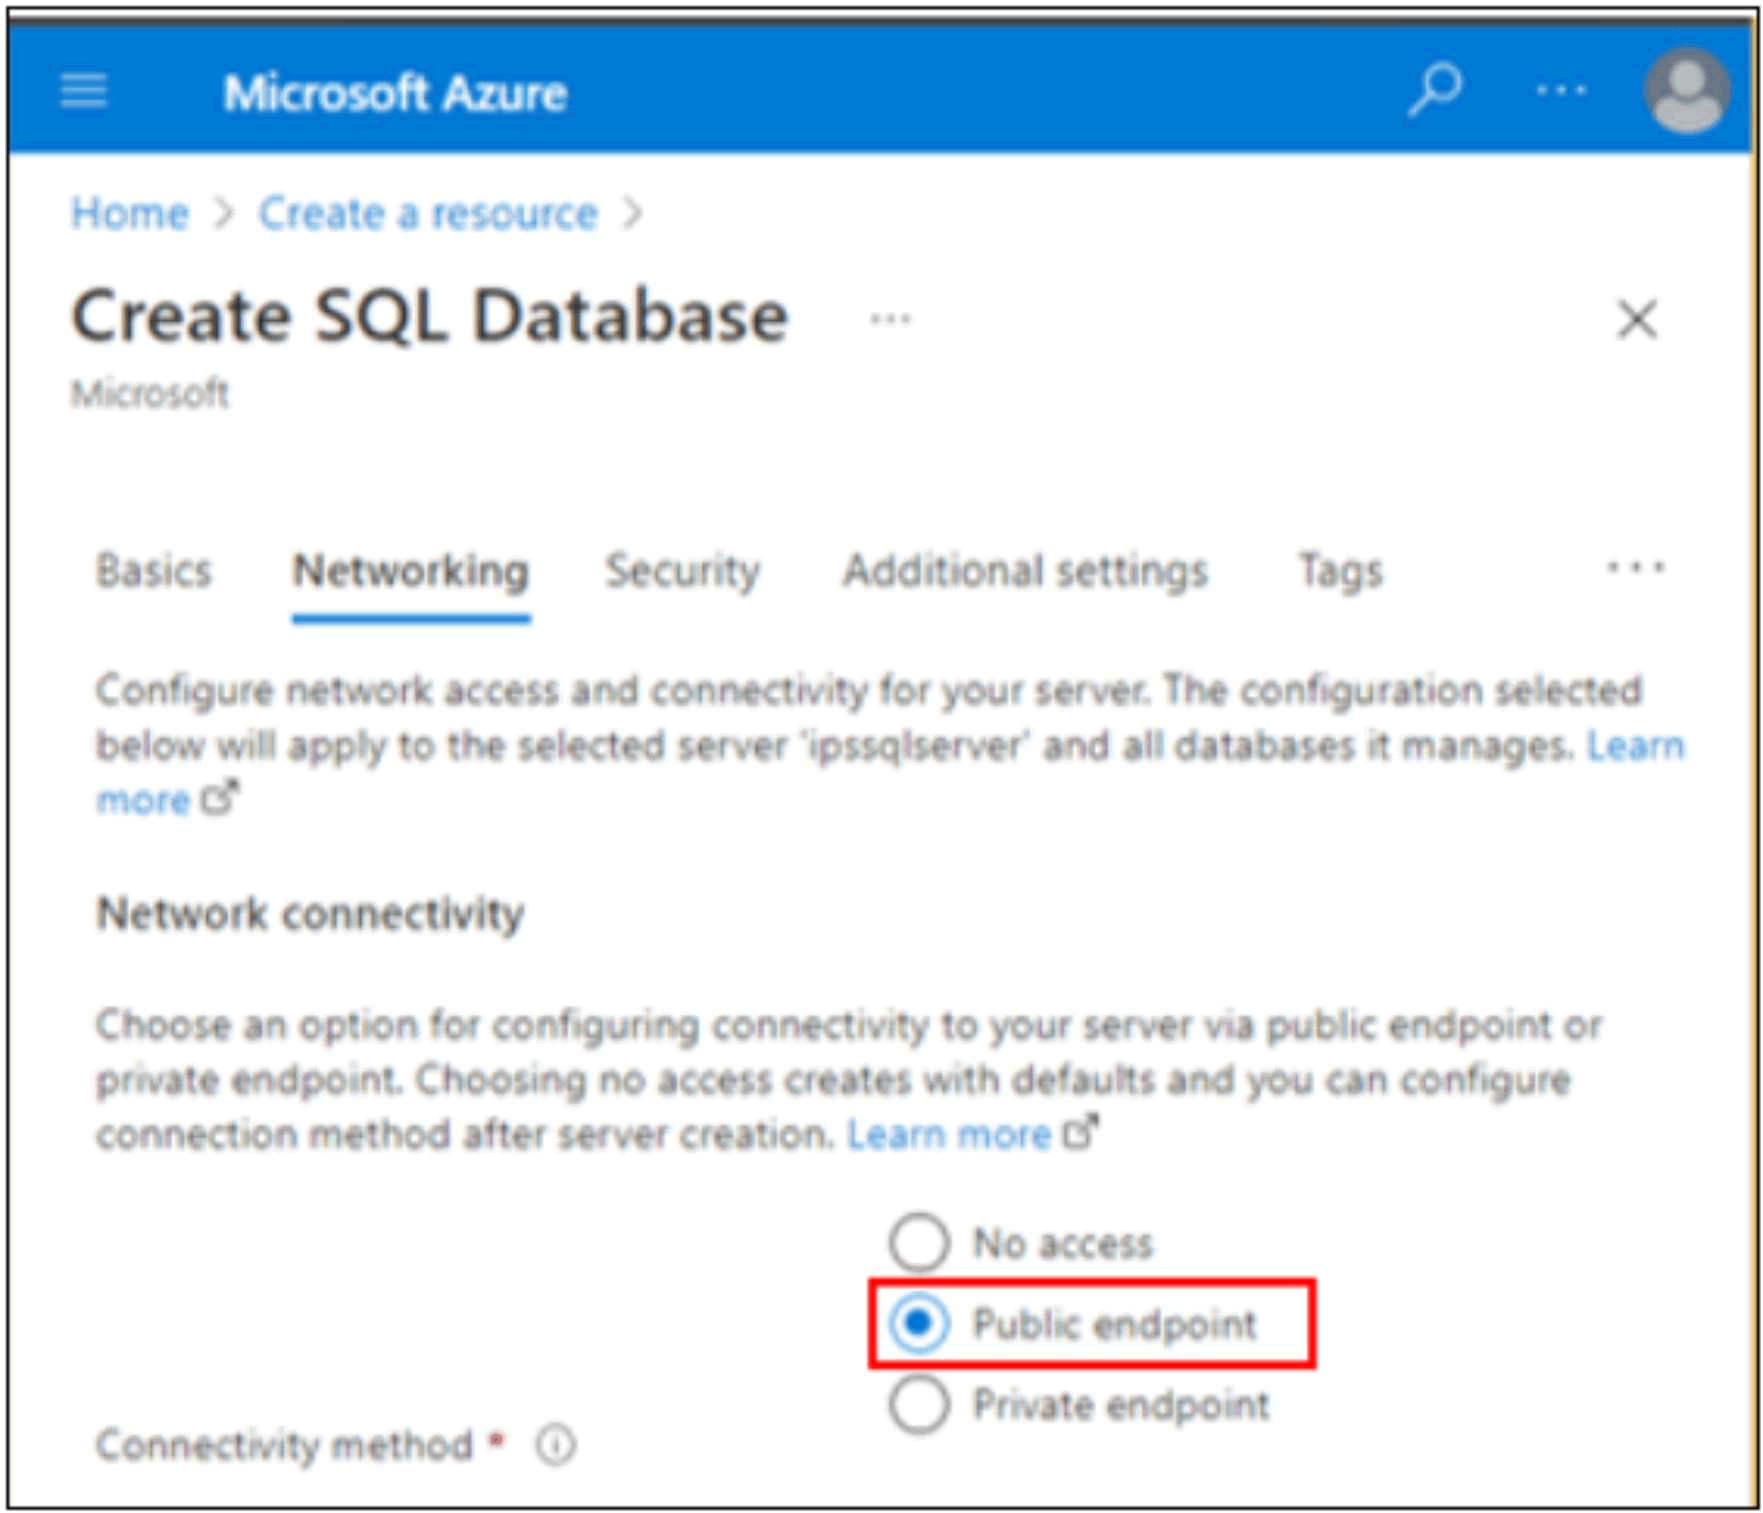 Microsoft Azure
Home > Create a resource >
Create SQL Database ...
Microsoft
Basics Networking Security Additional settings Tags ...
Configure network access and connectivity for your server. The configuration selected
below will apply to the selected server 'ipssqlserver' and all databases it manages. Learn
more
Network connectivity
Choose an option for configuring connectivity to your server via public endpoint or
private endpoint. Choosing no access creates with defaults and you can configure
connection method after server creation. Learn more
No access
Public endpoint
Private endpoint
Connectivity method *